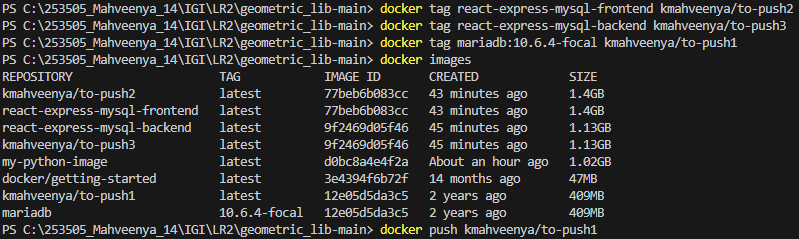 PS C:\253505_Mahveenya_14\IGI\LR2\geometric_lib-main> docker tag react-express-mysql-frontend kmahveenya/to-push2
PS C:\253505_Mahveenya_14\IGI\LR2\geometric_lib-main> docker tag react-express-mysql-backend kmahveenya/to-push3
PS C:\253505_Mahveenya_14\IGI\LR2\geometric_lib-main> docker tag mariadb:10.6.4-focal kmahveenya/to-push1
PS C:\253505_Mahveenya_14\IGI\LR2\geometric_lib-main> docker images
REPOSITORY TAG IMAGE ID CREATED SIZE
kmahveenya/to-push2 latest 77beb6b083cc 43 minutes ago 1.4GB
react-express-mysql-frontend latest 77beb6b083cc 43 minutes ago 1.4GB
react-express-mysql-backend latest 9f2469d05f46 45 minutes ago 1.13GB
kmahveenya/to-push3 latest 9f2469d05f46 45 minutes ago 1.13GB
my-python-image latest d0bc8a4e4f2a About an hour ago 1.02GB
docker/getting-started latest 3e4394f6b72f 14 months ago 47MB
kmahveenya/to-push1 latest 12e05d5da3c5 2 years ago 409MB
mariadb 10.6.4-focal 12e05d5da3c5 2 years ago 409MB
PS C:\253505_Mahveenya_14\IGI\LR2\geometric_lib-main> docker push kmahveenya/to-push1